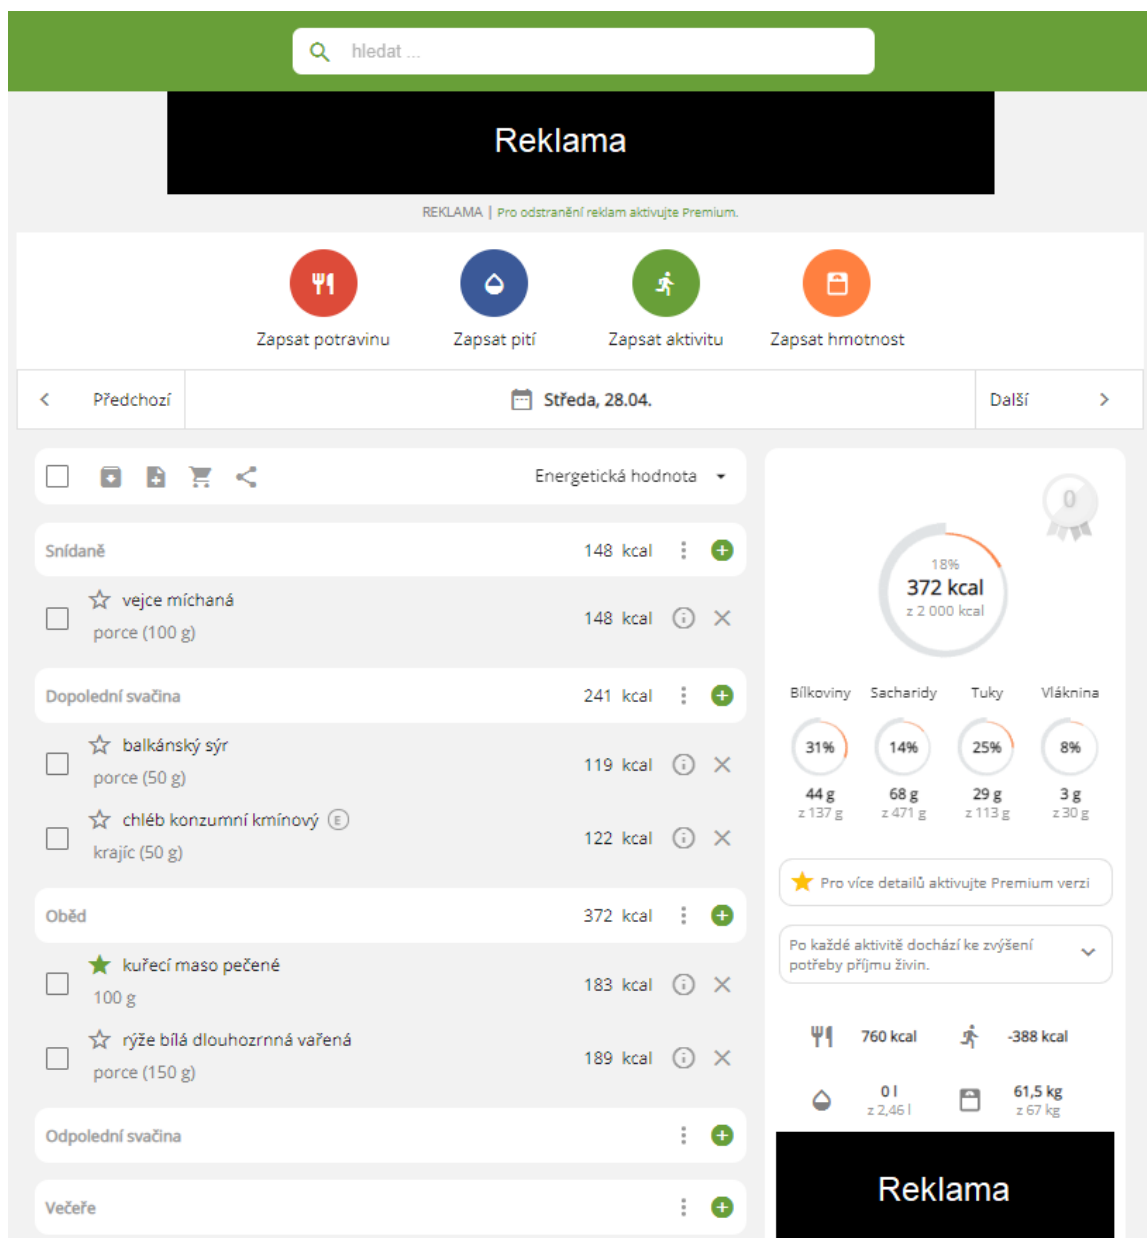 hledat ...
Reklama
REKLAMA | Pro odstranění reklam aktivujte Premium.
Zapsat potravinu
Zapsat pití
Zapsat aktivitu
Zapsat hmotnost
Předchozí
Středa, 28.04.
Další
Energetická hodnota
Snídaně 148 kcal
vejce míchaná
porce (100 g)
148 kcal
Dopolední svačina 241 kcal
balkánský sýr
porce (50 g)
119 kcal
chléb konzumní kmínový E
krajíc (50 g)
122 kcal
Oběd 372 kcal
kuřecí maso pečené
100 g
183 kcal
rýže bílá dlouhozrnná vařená
porce (150 g)
189 kcal
Odpolední svačina
Večeře
0
18%
372 kcal
z 2 000 kcal
Bílkoviny Sacharidy Tuky Vláknina
31% 14% 25% 8%
44 g 68 g 29 g 3 g
z 137 g z 471 g z 113 g z 30 g
Pro více detailů aktivujte Premium verzi
Po každé aktivitě dochází ke zvýšení
potřeby příjmu živin.
760 kcal -388 kcal
0 l 61,5 kg
z 2,46 l z 67 kg
Reklama